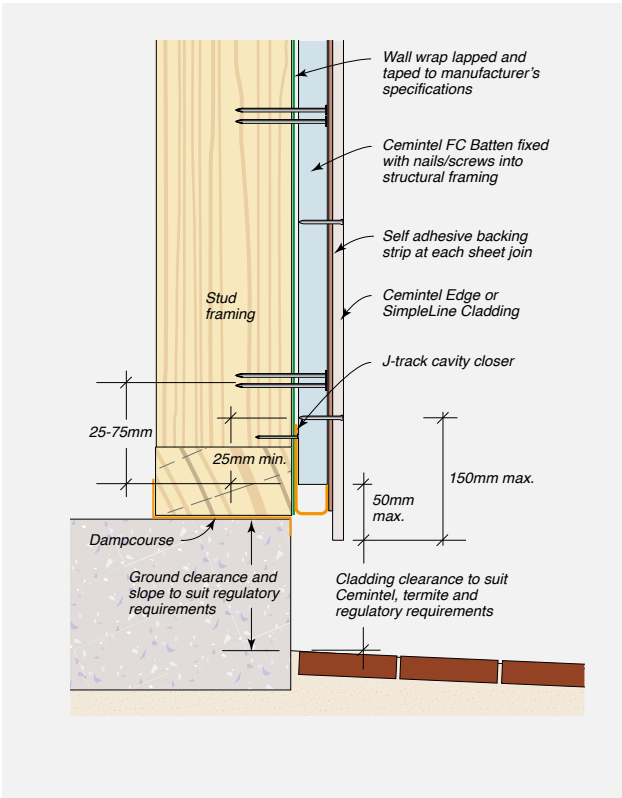 Wall wrap lapped and
taped to manufacturer's
specifications
Cemintel FC Batten fixed
with nails/screws into
structural framing
Self adhesive backing
strip at each sheet join
Stud
framing
Cemintel Edge or
SimpleLine Cladding
J-track cavity closer
25-75mm
25mm min.
150mm max.
50mm
max.
Dampcourse
Ground clearance and
slope to suit regulatory
requirements
Cladding clearance to suit
Cemintel, termite and
regulatory requirements